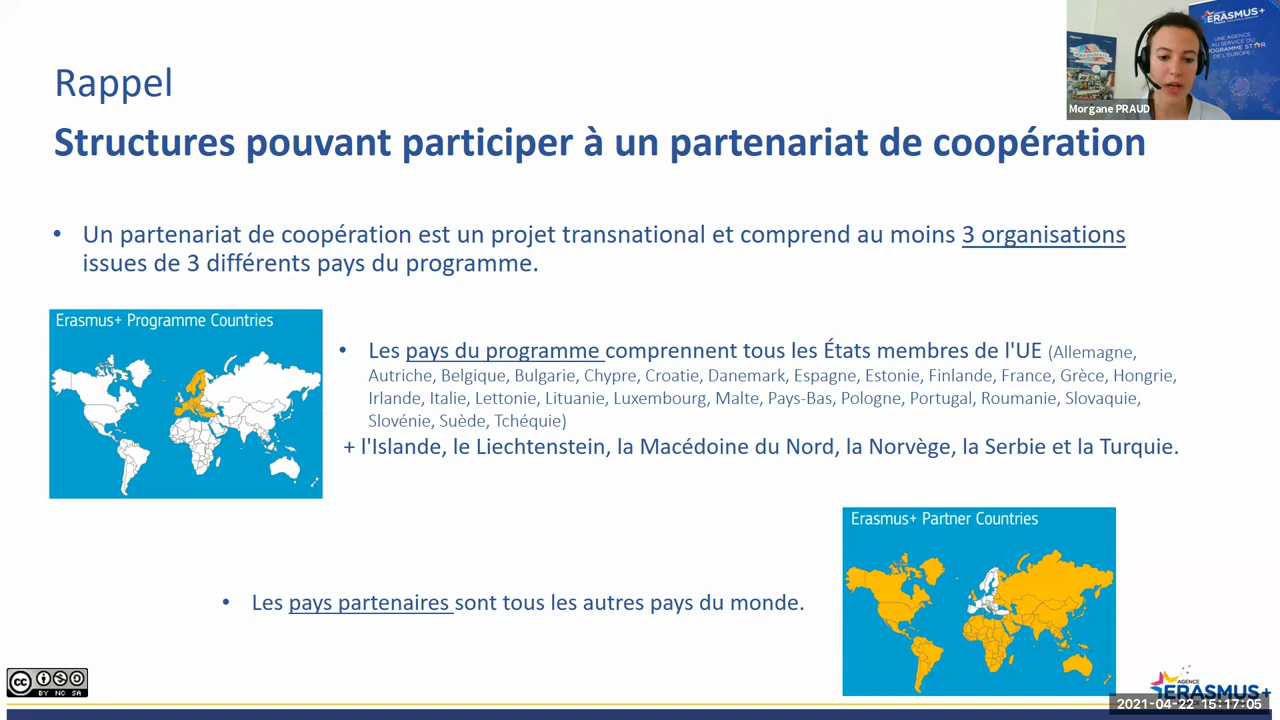 Rappel
Structures pouvant participer à un partenariat de coopération
• Un partenariat de coopération est un projet transnational et comprend au moins 3 organisations
issues de 3 différents pays du programme.
Erasmus+ Programme Countries
• Les pays du programme comprennent tous les États membres de l'UE (Allemagne,
Autriche, Belgique, Bulgarie, Chypre, Croatie, Danemark, Espagne, Estonie, Finlande, France, Grèce, Hongrie,
Irlande, Italie, Lettonie, Lituanie, Luxembourg, Malte, Pays-Bas, Pologne, Portugal, Roumanie, Slovaquie,
Slovénie, Suède, Tchéquie)
+ l'Islande, le Liechtenstein, la Macédoine du Nord, la Norvège, la Serbie et la Turquie.
Erasmus+ Partner Countries
• Les pays partenaires sont tous les autres pays du monde.
ERASMUS+
UNE AGENCE
AU SERVICE DU
PROGRAMME STAR
DE L'EUROPE !
Morgane PRAUD
cc
BY NC SA
AGENCE
ERASMUS+
2021-04-22 15:17:05